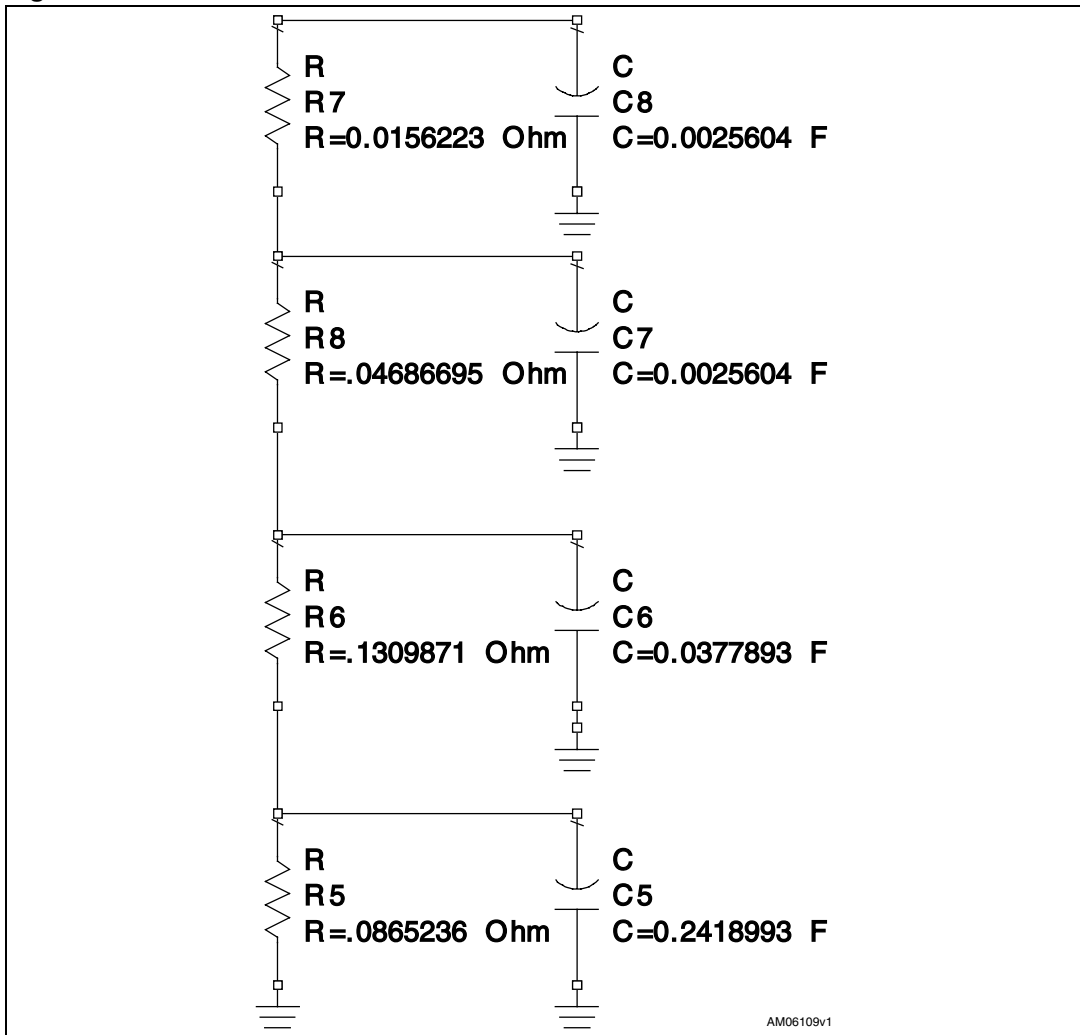 R
R7
R=0.0156223 Ohm
C
C8
C=0.0025604 F
R
R8
R=.04686695 Ohm
C
C7
C=0.0025604 F
R
R6
R=.1309871 Ohm
C
C6
C=0.0377893 F
R
R5
R=.0865236 Ohm
C
C5
C=0.2418993 F
AM06109v1